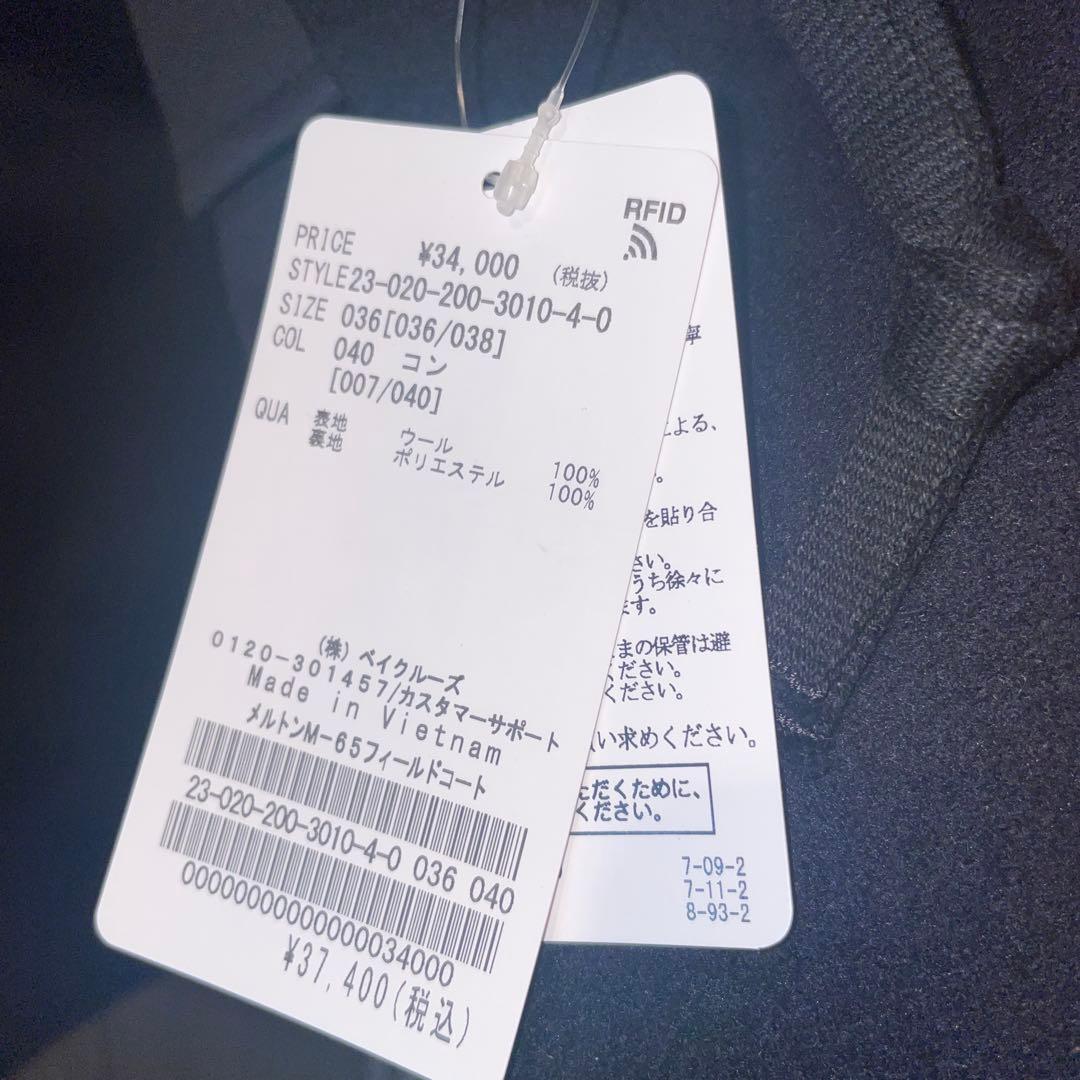 RFID
PRICE ¥34,000 (税抜)
STYLE23-020-200-3010-4-0
SIZE 036[036/038]
COL 040 コン
[007/040]
QUA 表地 ウール 100%
裏地 ポリエステル 100%
(株)ベイクルーズ
0120-301457/カスタマーサポート
Made in Vietnam
メルトンM-65フィールドコート
23-020-200-3010-4-0 036 040
0000000000000034000
¥37,400(税込)
による、
を貼り合
さい。
うち徐々に
ます。
まの保管は避
ください。
ください。
い求めください。
ただくために、
ください。
7-09-2
7-11-2
8-93-2